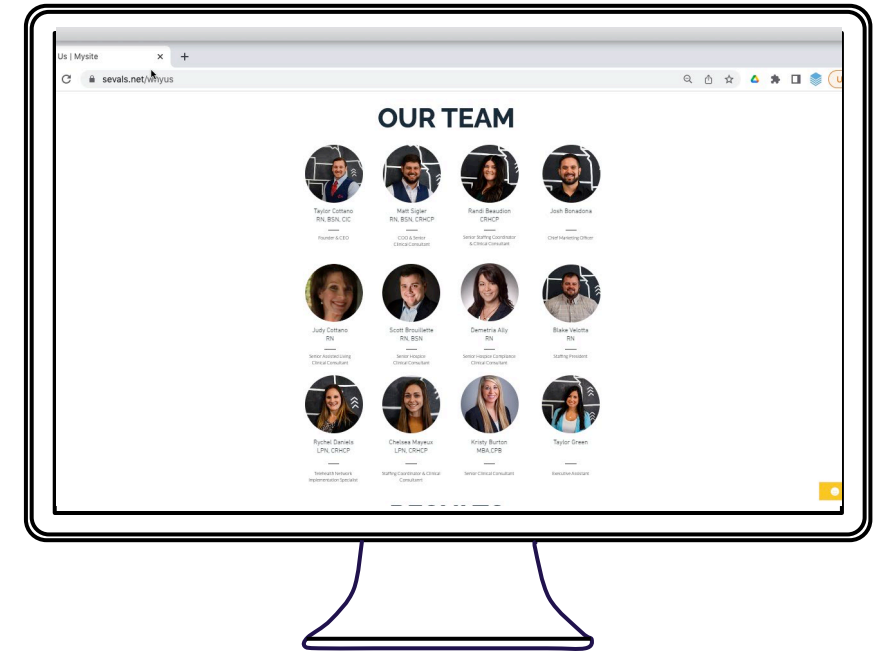 Us | Mysite
sevals.net/whyus
OUR TEAM
Taylor Cottano
RN, BSN, CIC
Founder & CEO
Matt Sigler
RN, BSN, CRHCP
COO & Senior
Clinical Consultant
Randi Beaudion
CRHCP
Senior Staffing Coordinator
& Clinical Consultant
Josh Bonadona
Chief Marketing Officer
Judy Cottano
RN
Senior Assisted Living
Clinical Consultant
Scott Brouillette
RN, BSN
Senior Hospice
Clinical Consultant
Demetria Ally
RN
Senior Hospice Compliance
Clinical Consultant
Blake Velotta
RN
Staffing President
Rychel Daniels
LPN, CRHCP
Telehealth Network
Implementation Specialist
Chelsea Mayeux
LPN, CRHCP
Staffing Coordinator & Clinical
Consultant
Kristy Burton
MBA,CPB
Senior Clinical Consultant
Taylor Green
Executive Assistant